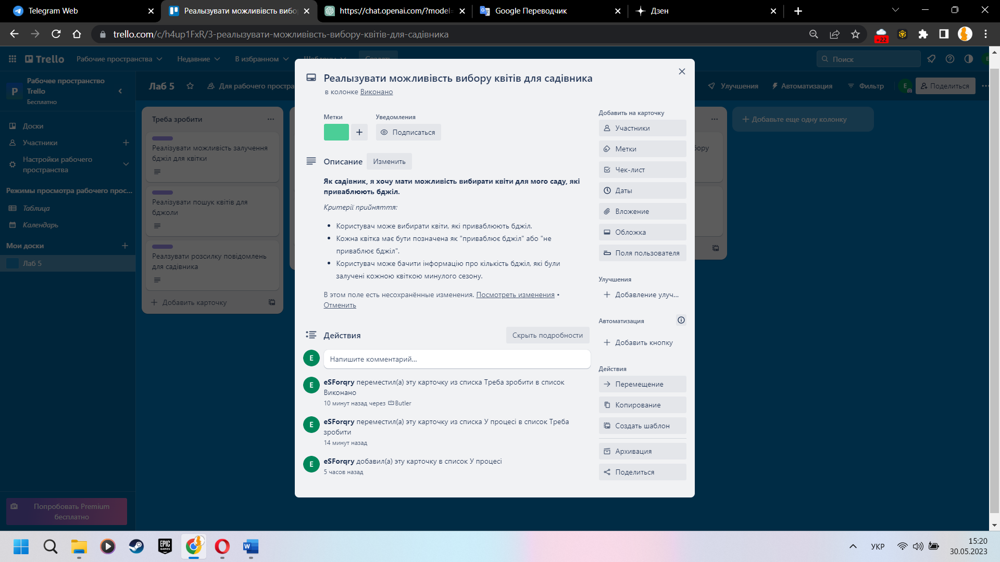 Telegram Web
Реалызувати можливівсть вибо
https://chat.openai.com/?model=
Google Переводчик
Дзен
trello.com/c/h4up1FxR/3-реалызувати-можливівсть-вибору-квітів-для-садівника
+22
Trello
Рабочие пространства
Недавние
В избранном
Поиск
P
Рабочее пространство
Trello
Бесплатно
Лаб 5
Для рабочего простра
Улучшения
Автоматизация
Фильтр
E
Поделиться
Доски
Участники
Настройки рабочего
пространства
Режимы просмотра рабочего прос...
Таблица
Календарь
Мои доски
Лаб 5
Попробовать Premium
бесплатно
Треба зробити
Реалізувати можливість залучення
бджіл для квітки
Реалізувати пошук квітів для
бджоли
Реалзувати розсилку повідомлень
для садівника
Добавить карточку
бору
Добавьте еще одну колонку
Реалызувати можливівсть вибору квітів для садівника
в колонке Виконано
Метки
Уведомления
Подписаться
Описание
Изменить
Як садівник, я хочу мати можливість вибирати квіти для мого саду, які
приваблюють бджіл.
Критерії прийняття:
• Користувач може вибирати квіти, які приваблюють бджіл.
• Кожна квітка має бути позначена як "приваблює бджіл" або "не
приваблює бджіл".
• Користувач може бачити інформацію про кількість бджіл, які були
залучені кожною квіткою минулого сезону.
В этом поле есть несохранённые изменения. Посмотреть изменения •
Отменить
Действия
Скрыть подробности
E
Напишите комментарий...
E
eSForqry переместил(а) эту карточку из списка Треба зробити в список
Виконано
10 минут назад через Butler
E
eSForqry переместил(а) эту карточку из списка У процесі в список Треба
зробити
14 минут назад
E
eSForqry добавил(а) эту карточку в список У процесі
5 часов назад
Добавить на карточку
Участники
Метки
Чек-лист
Даты
Вложение
Обложка
Поля пользователя
Улучшения
Добавление улуч...
Автоматизация
Добавить кнопку
Действия
Перемещение
Копирование
Создать шаблон
Архивация
Поделиться
EPIC
GAMES
W
УКР
15:20
30.05.2023